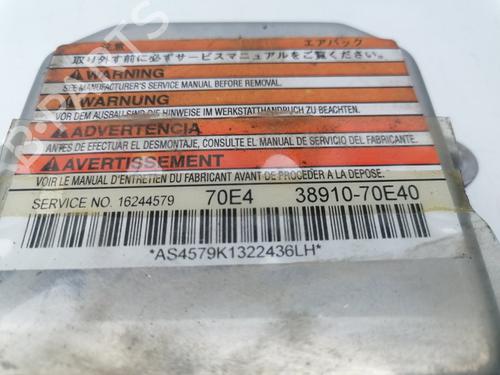 注意 エアバッグ
取り外す前に必ずサービスマニュアルをご覧ください。
WARNING
SEE MANUFACTURER'S SERVICE MANUAL BEFORE REMOVAL.
WARNUNG
VOR DEM AUSBAU SIND DIE HINWEISE IM WERKSTATTHANDBUCH ZU BEACHTEN.
ADVERTENCIA
ANTES DE EFECTUAR EL DESMONTAJE, CONSULTE EL MANUAL DE SERVICIO DEL FABRICANTE.
AVERTISSEMENT
VOIR LE MANUAL D'ENTRETIEN DU FABRICANT AVANT DE PROCÉDER A LA DEPOSE.
SERVICE NO. 16244579 70E4 38910-70E40
*AS4579K1322436LH*